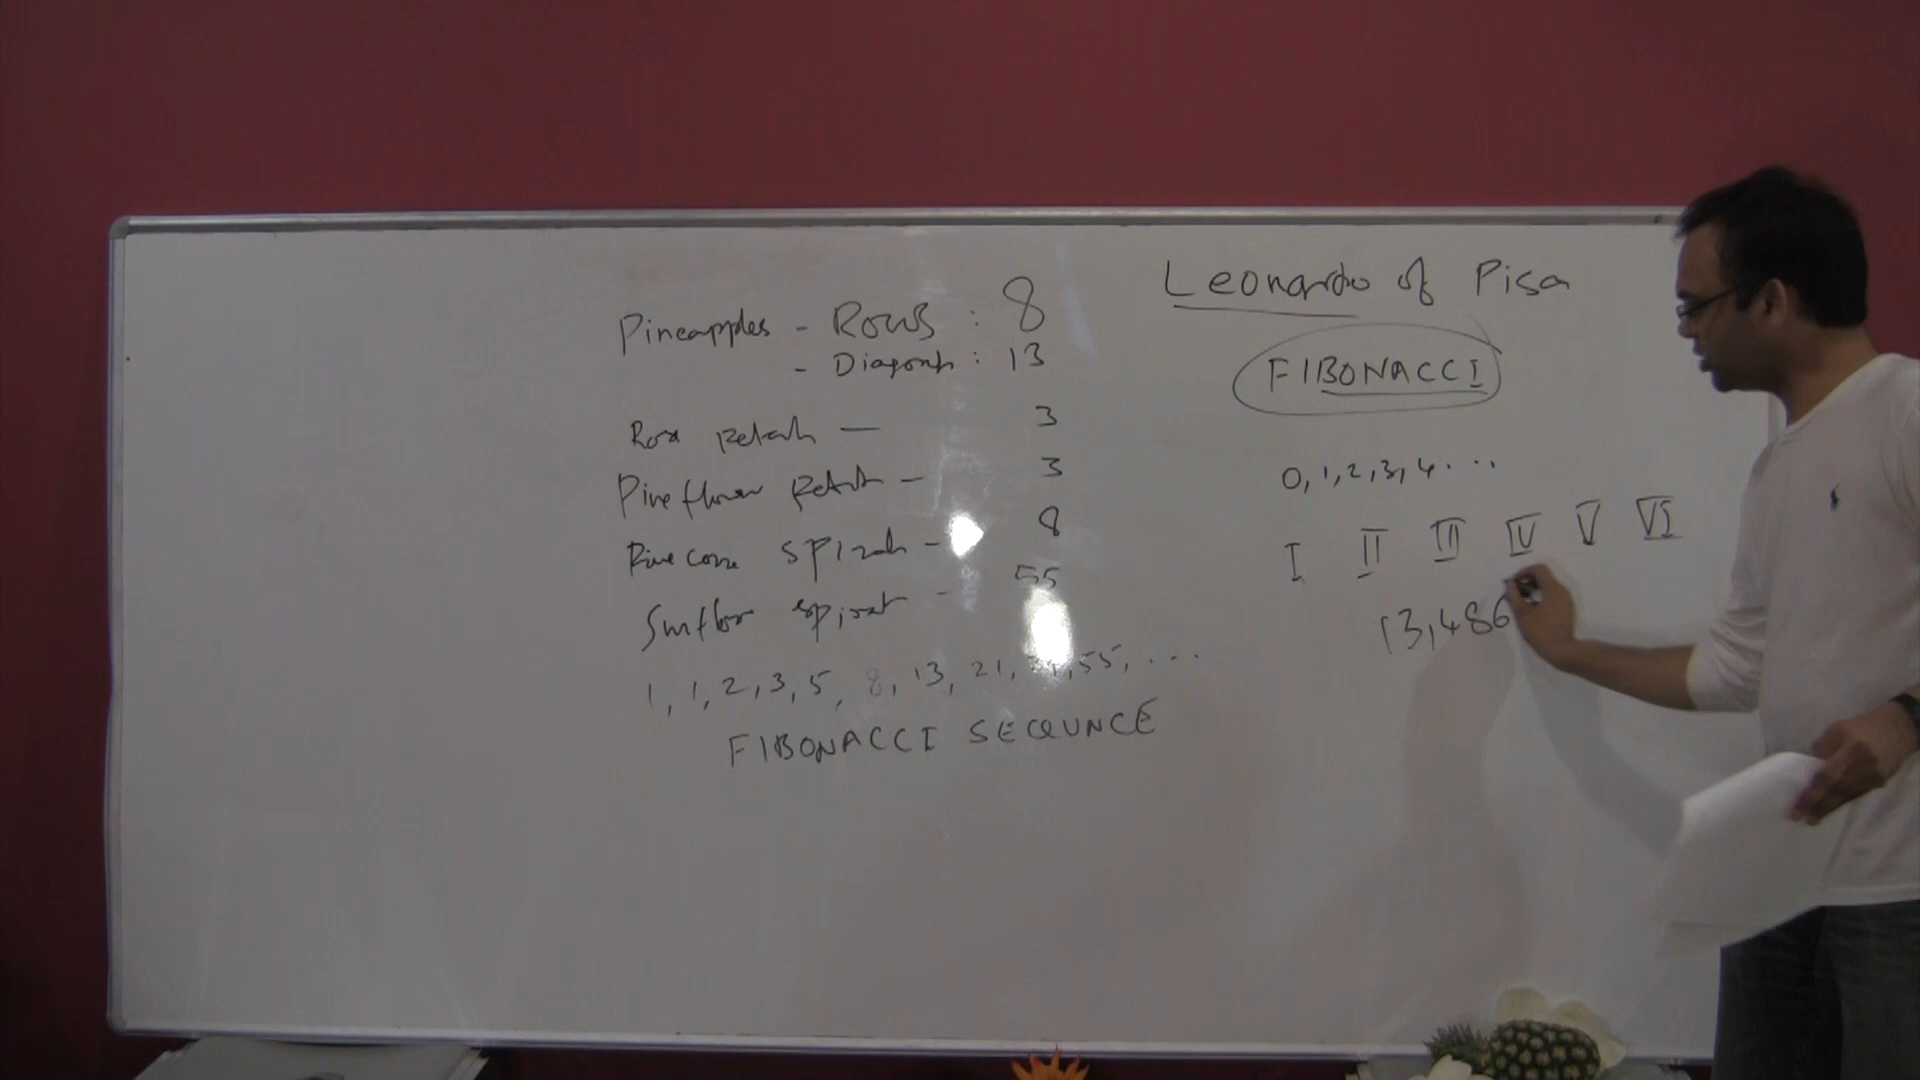 Pineapples - Rows : 8
- Diagonals : 13
Rose Petals — 3
Pine flower Petals - 3
Pine cone spirals - 8
Sunflower spirals - 55
1, 1, 2, 3, 5, 8, 13, 21, 34, 55, ...
FIBONACCI SEQUNCE
Leonardo of Pisa
FIBONACCI
0, 1, 2, 3, 4 ...
I II III IV V VI
13,486